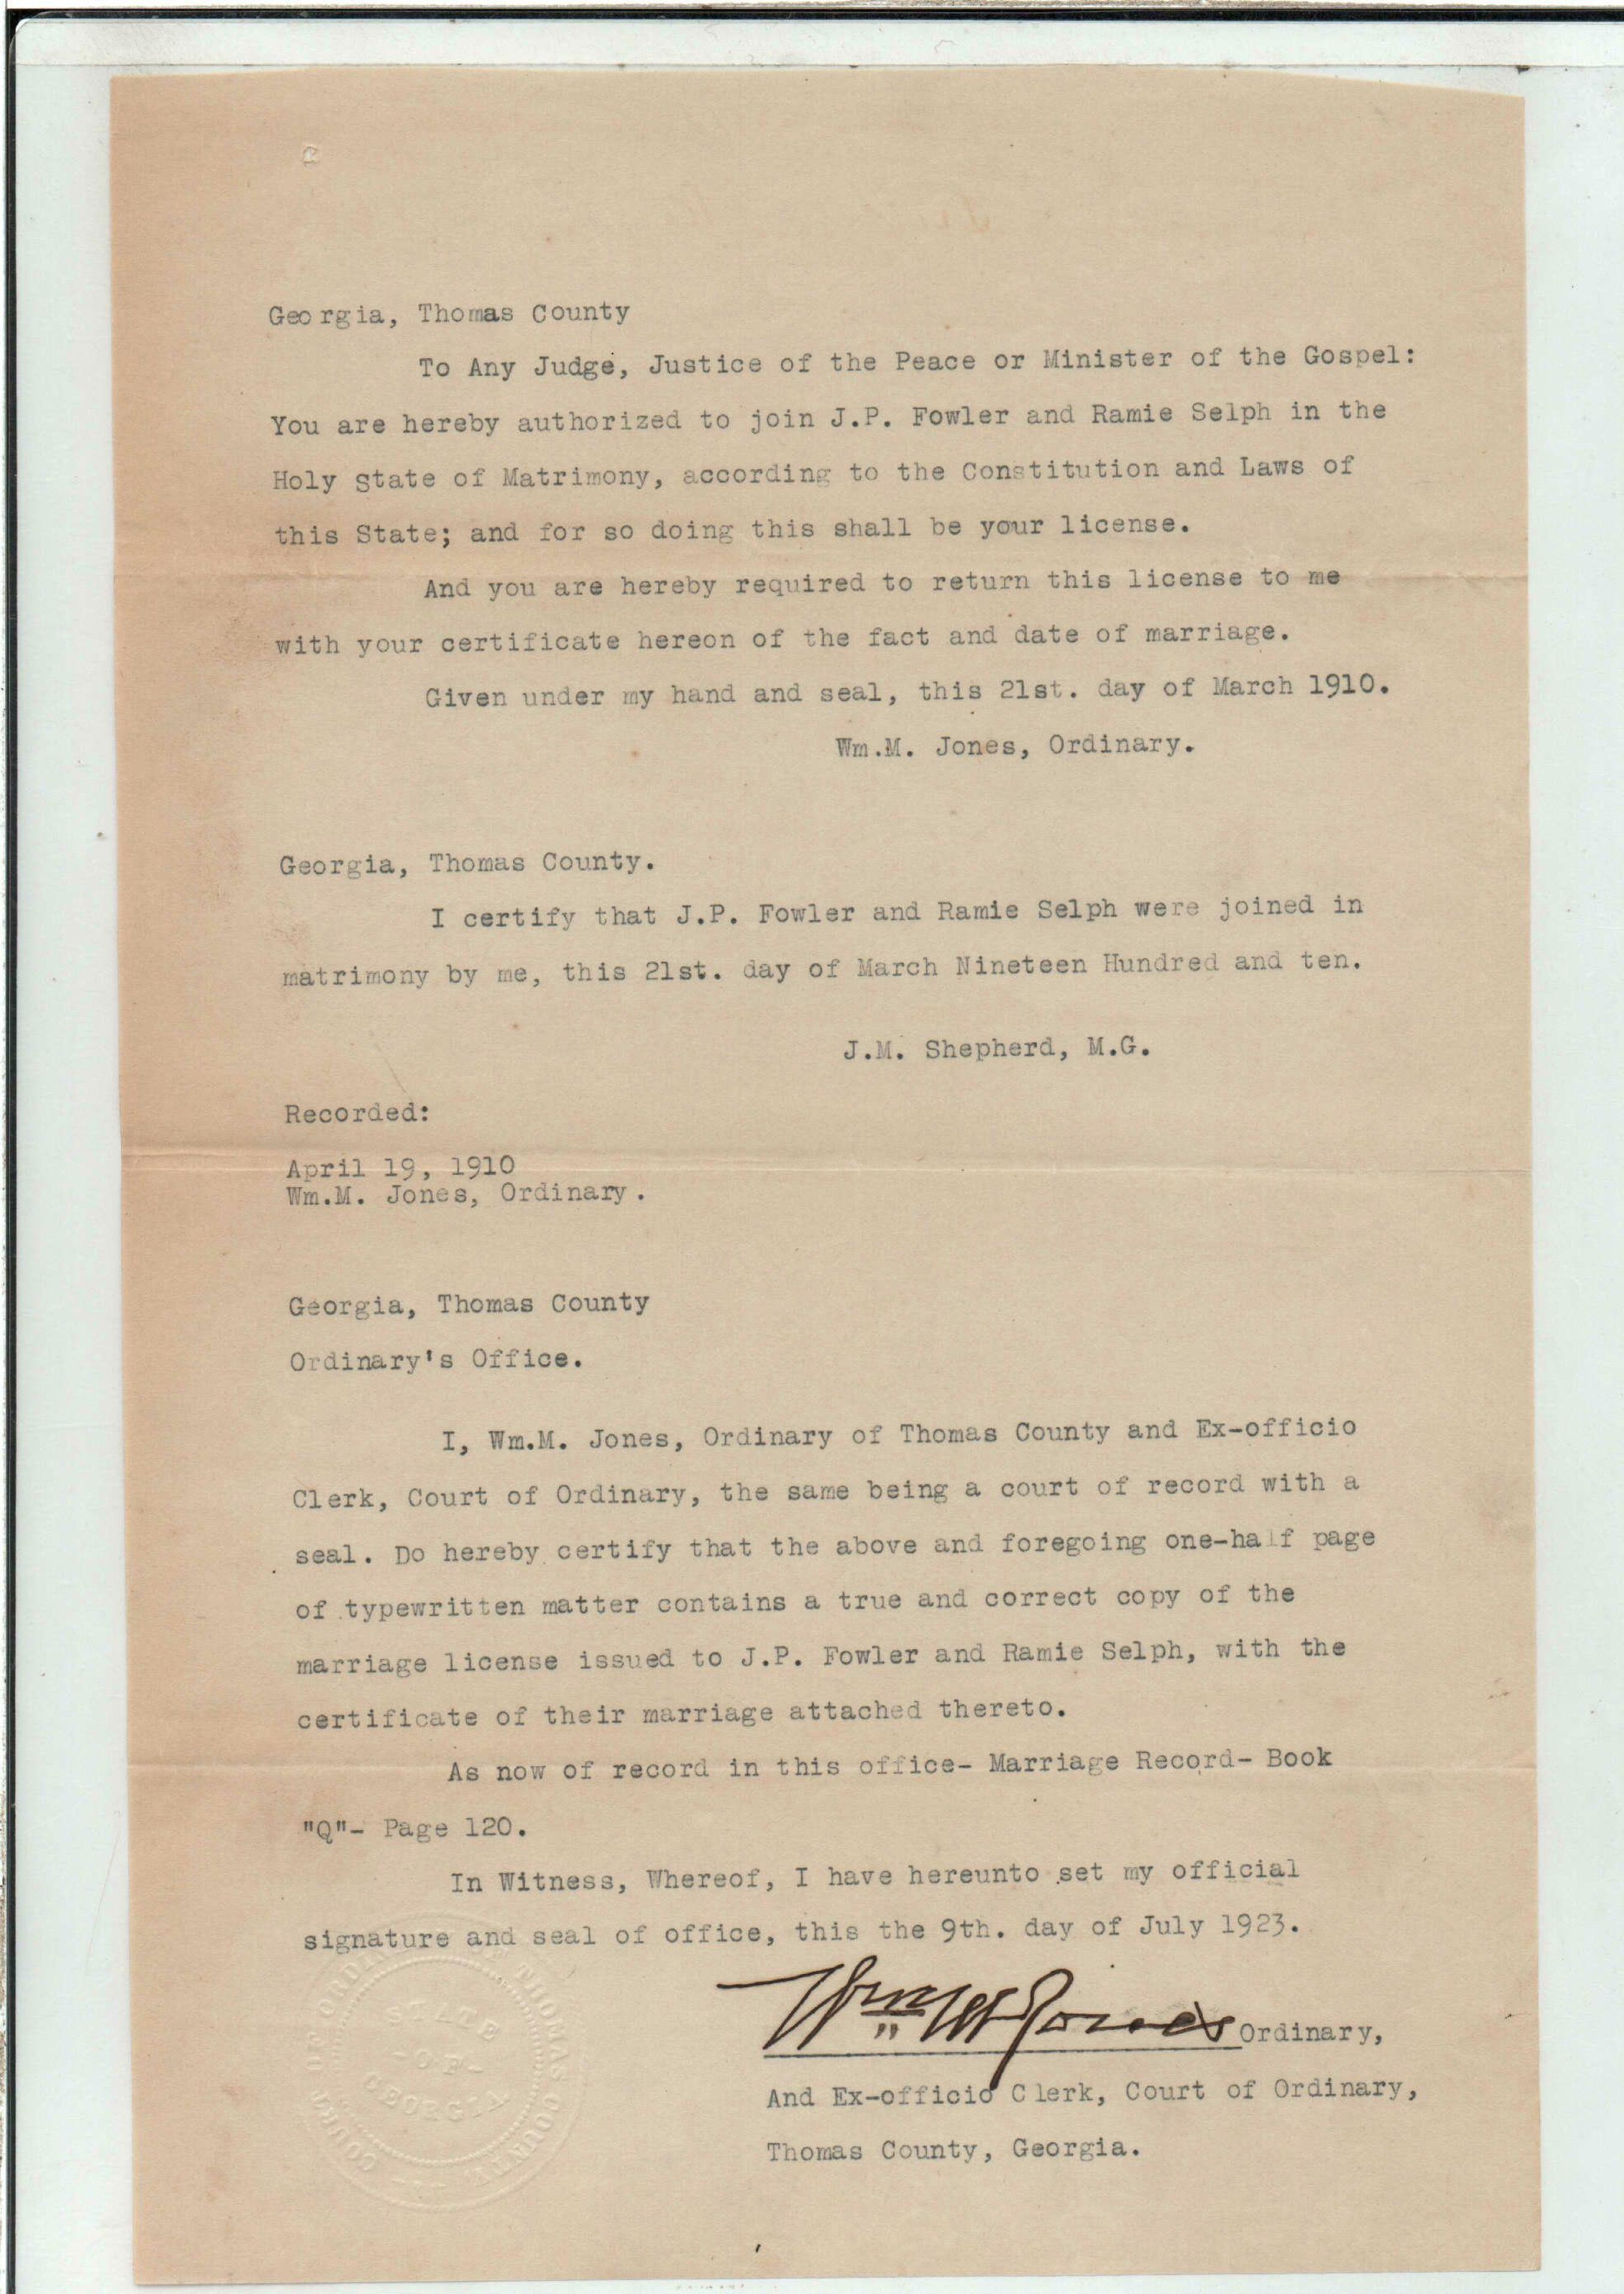 Georgia, Thomas County
To Any Judge, Justice of the Peace or Minister of the Gospel:
You are hereby authorized to join J.P. Fowler and Ramie Selph in the
Holy State of Matrimony, according to the Constitution and Laws of
this State; and for so doing this shall be your license.
And you are hereby required to return this license to me
with your certificate hereon of the fact and date of marriage.
Given under my hand and seal, this 21st. day of March 1910.
Wm.M. Jones, Ordinary.
Georgia, Thomas County.
I certify that J.P. Fowler and Ramie Selph were joined in
matrimony by me, this 21st. day of March Nineteen Hundred and ten.
J.M. Shepherd, M.G.
Recorded:
April 19, 1910
Wm.M. Jones, Ordinary.
Georgia, Thomas County
Ordinary's Office.
I, Wm.M. Jones, Ordinary of Thomas County and Ex-officio
Clerk, Court of Ordinary, the same being a court of record with a
seal. Do hereby certify that the above and foregoing one-half page
of typewritten matter contains a true and correct copy of the
marriage license issued to J.P. Fowler and Ramie Selph, with the
certificate of their marriage attached thereto.
As now of record in this office- Marriage Record- Book
"Q"- Page 120.
In Witness, Whereof, I have hereunto set my official
signature and seal of office, this the 9th. day of July 1923.
Wm M Jones Ordinary,
And Ex-officio Clerk, Court of Ordinary,
Thomas County, Georgia.
STATE
-OF-
GEORGIA
THOMAS COUNTY
COURT OF